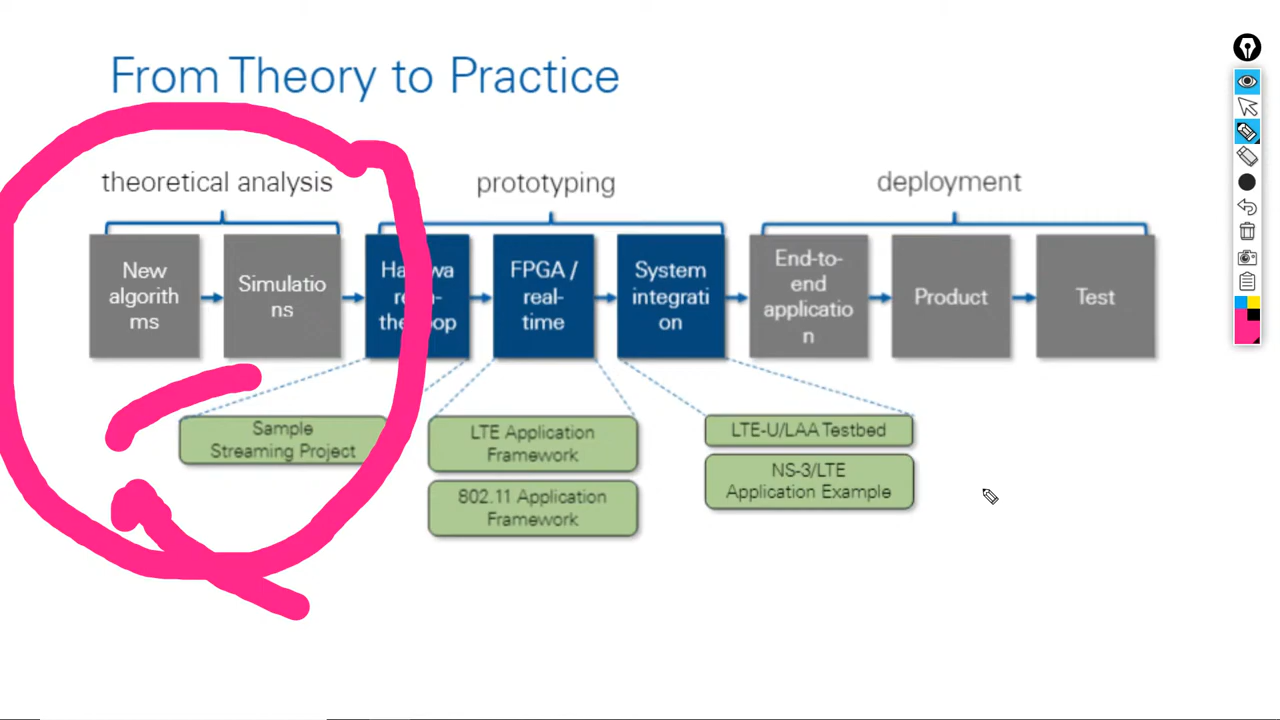 From Theory to Practice
theoretical analysis
prototyping
deployment
New
algorith
ms
Simulatio
ns
FPGA /
real-
time
System
integrati
on
End-to-
end
applicatio
n
Product
Test
Sample
Streaming Project
LTE Application
Framework
802.11 Application
Framework
LTE-U/LAA Testbed
NS-3/LTE
Application Example